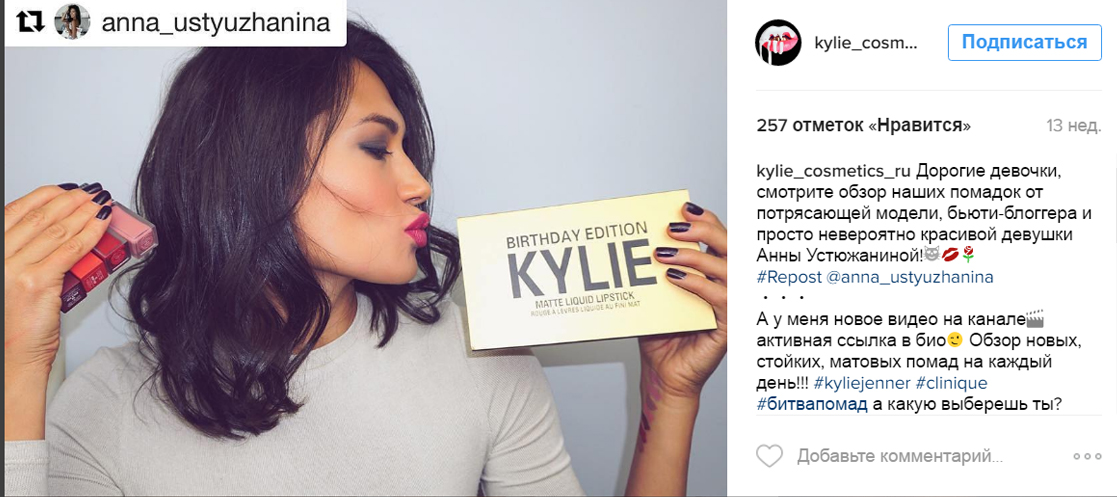 anna_ustyuzhanina
kylie_cosm...
Подписаться
257 отметок «Нравится»
13 нед.
kylie_cosmetics_ru Дорогие девочки,
смотрите обзор наших помадок от
потрясающей модели, бьюти-блоггера и
просто невероятно красивой девушки
Анны Устюжаниной!😈💋🌹
#Repost @anna_ustyuzhanina
・・・
А у меня новое видео на канале🎬
активная ссылка в био😉 Обзор новых,
стойких, матовых помад на каждый
день!!! #kyliejenner #clinique
#битвапомад а какую выберешь ты?
Добавьте комментарий...
BIRTHDAY EDITION
KYLIE
MATTE LIQUID LIPSTICK
ROUGE À LÈVRES LIQUIDE AU FINI MAT